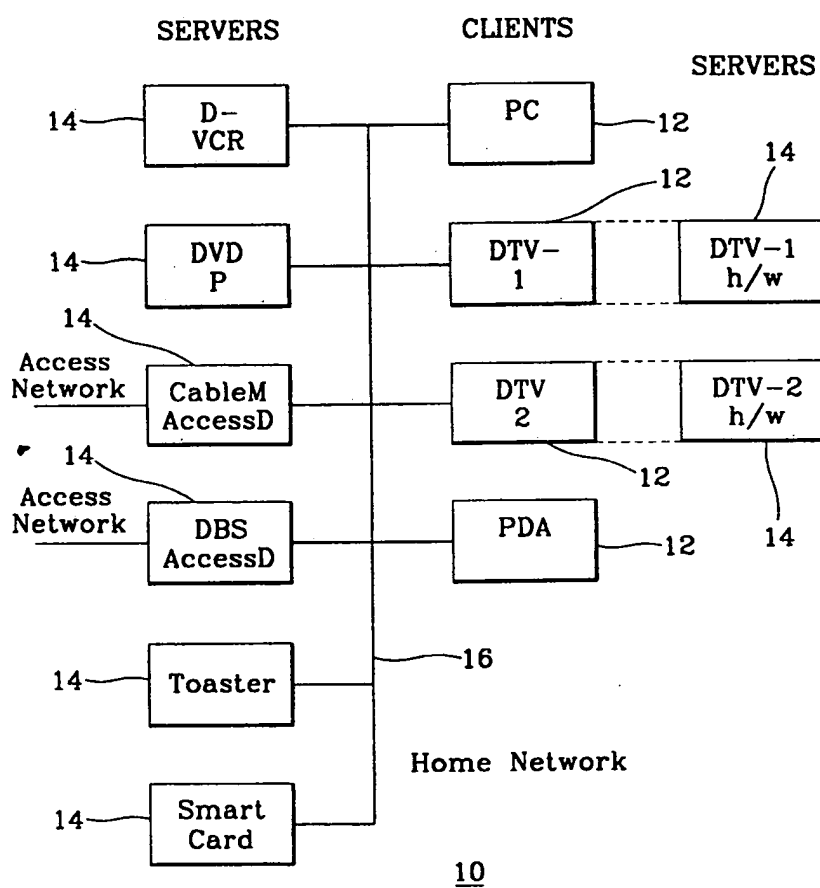 SERVERS
CLIENTS
SERVERS
14
D-
VCR
PC
12
12
14
14
DVD
P
DTV-
1
DTV-1
h/w
14
Access
Network
CableM
AccessD
DTV
2
DTV-2
h/w
14
12
Access
Network
DBS
AccessD
PDA
12
14
14
Toaster
16
Home Network
14
Smart
Card
10